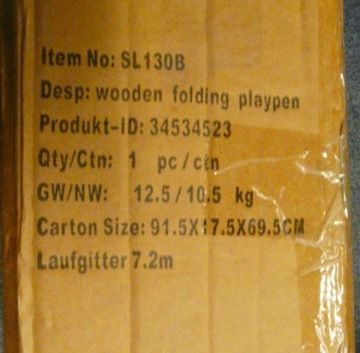 Item No: SL130B
Desp: wooden folding playpen
Produkt-ID: 34534523
Qty/Ctn: 1 pc/ctn
GW/NW: 12.5/10.5 kg
Carton Size: 91.5X17.5X69.5CM
Laufgitter 7.2m